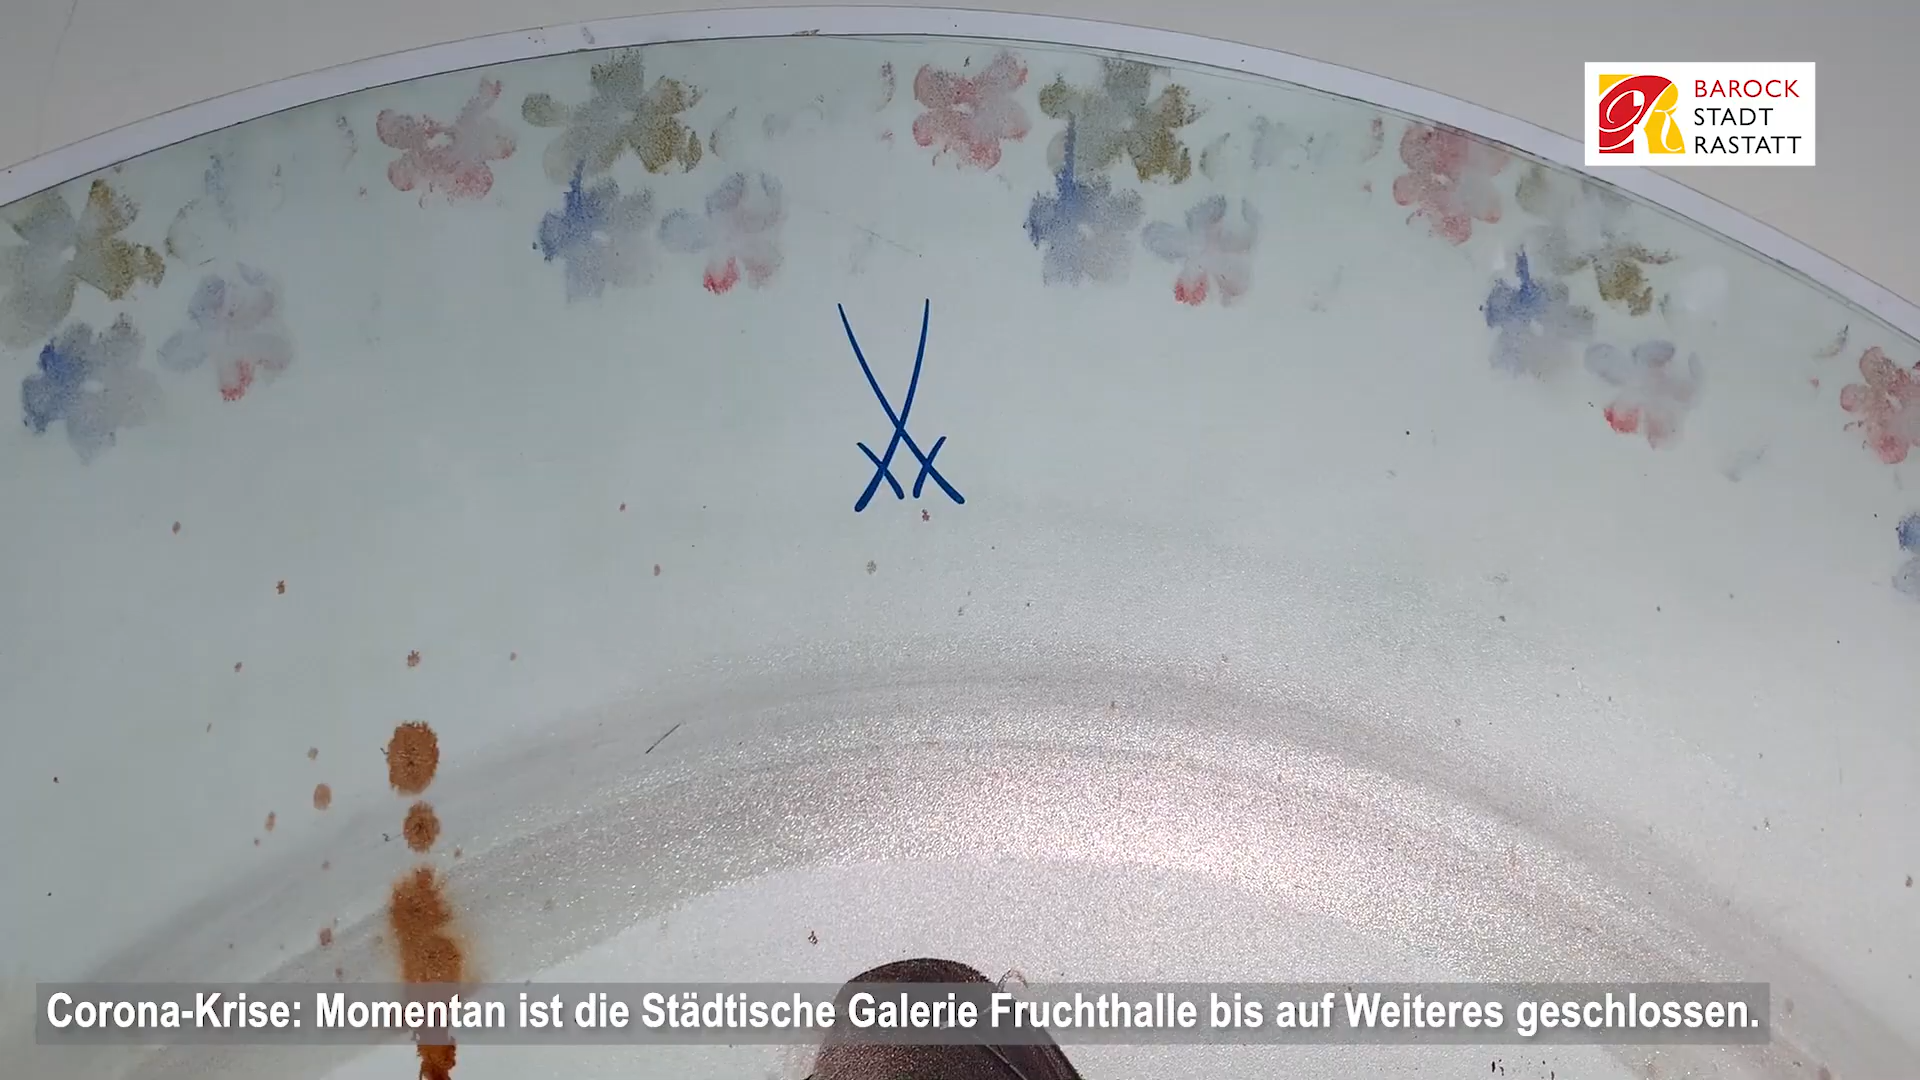 BAROCK
STADT
RASTATT
Corona-Krise: Momentan ist die Städtische Galerie Fruchthalle bis auf Weiteres geschlossen.